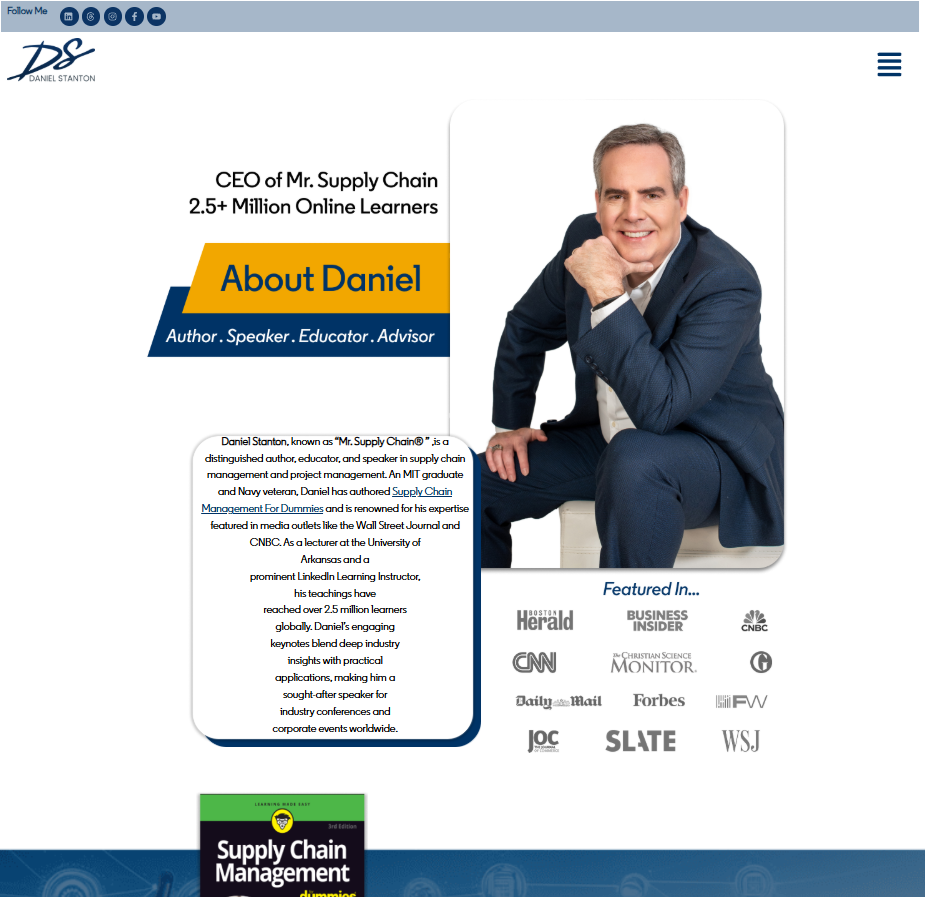 Follow Me
DS
DANIEL STANTON
CEO of Mr. Supply Chain
2.5+ Million Online Learners
About Daniel
Author . Speaker . Educator . Advisor
Daniel Stanton, known as “Mr. Supply Chain® ” ,is a
distinguished author, educator, and speaker in supply chain
management and project management. An MIT graduate
and Navy veteran, Daniel has authored Supply Chain
Management For Dummies and is renowned for his expertise
featured in media outlets like the Wall Street Journal and
CNBC. As a lecturer at the University of
Arkansas and a
prominent LinkedIn Learning Instructor,
his teachings have
reached over 2.5 million learners
globally. Daniel’s engaging
keynotes blend deep industry
insights with practical
applications, making him a
sought-after speaker for
industry conferences and
corporate events worldwide.
Featured In...
BOSTON
Herald
BUSINESS
INSIDER
CNBC
CNN
The CHRISTIAN SCIENCE
MONITOR
Daily Mail
Forbes
FW
JOC
THE JOURNAL
OF COMMERCE
SLATE
WSJ
LEARNING MADE EASY
3rd Edition
Supply Chain
Management
dummies